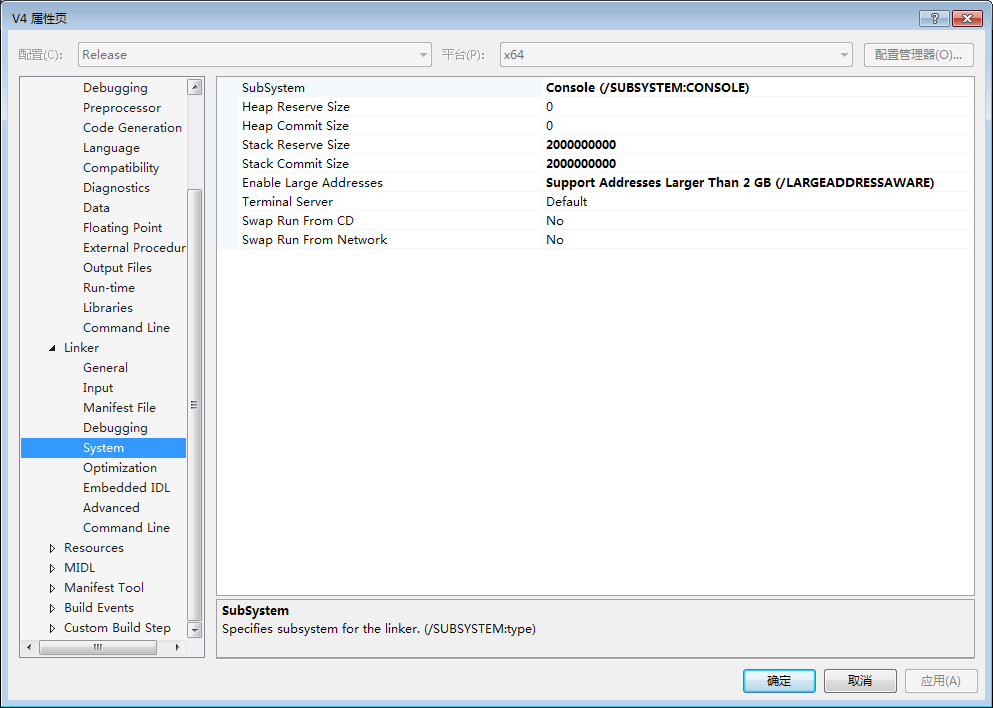 V4 属性页
配置(C): Release 平台(P): x64 配置管理器(O)...
Debugging
Preprocessor
Code Generation
Language
Compatibility
Diagnostics
Data
Floating Point
External Procedur
Output Files
Run-time
Libraries
Command Line
Linker
General
Input
Manifest File
Debugging
System
Optimization
Embedded IDL
Advanced
Command Line
Resources
MIDL
Manifest Tool
Build Events
Custom Build Step
SubSystem Console (/SUBSYSTEM:CONSOLE)
Heap Reserve Size 0
Heap Commit Size 0
Stack Reserve Size 2000000000
Stack Commit Size 2000000000
Enable Large Addresses Support Addresses Larger Than 2 GB (/LARGEADDRESSAWARE)
Terminal Server Default
Swap Run From CD No
Swap Run From Network No
SubSystem
Specifies subsystem for the linker. (/SUBSYSTEM:type)
确定 取消 应用(A)